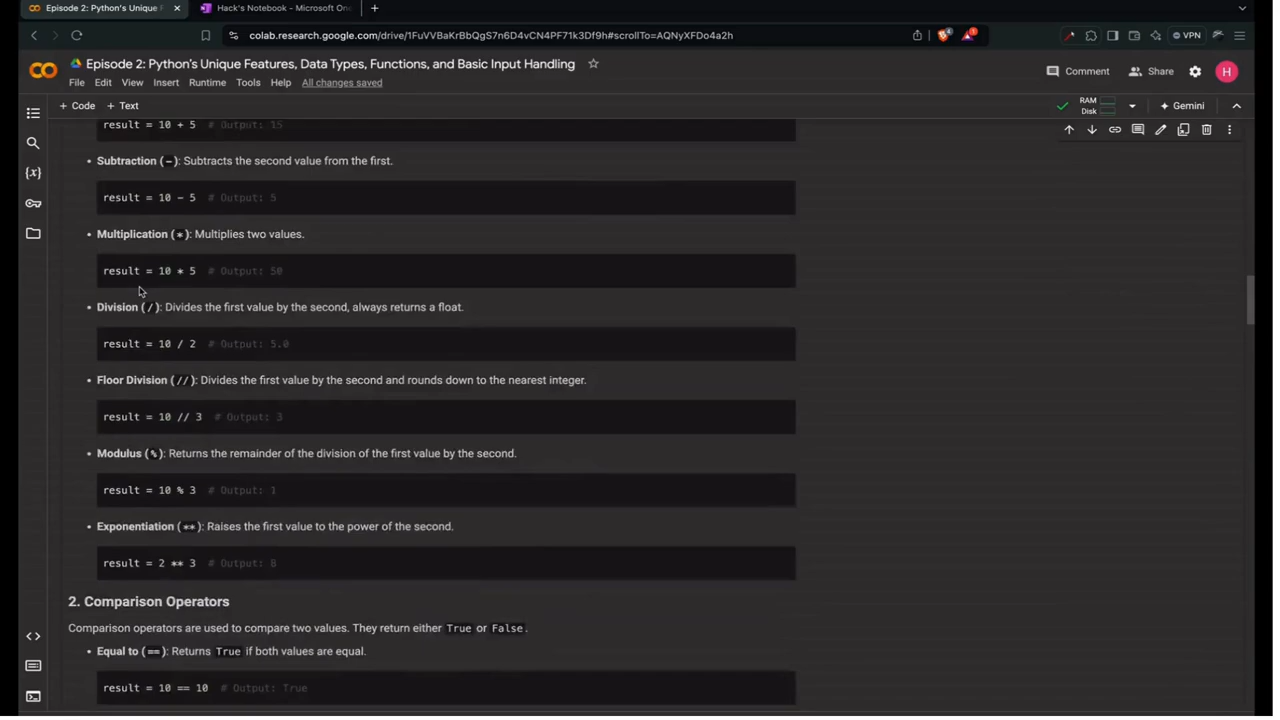 Episode 2: Python's Unique F
Hack's Notebook - Microsoft On
colab.research.google.com/drive/1FuVVBaKrBbQgS7n6D4vCN4PF71k3Df9h#scrollTo=AQNyXFDo4a2h
VPN
Episode 2: Python's Unique Features, Data Types, Functions, and Basic Input Handling
Comment
Share
H
File Edit View Insert Runtime Tools Help All changes saved
+ Code + Text
RAM
Disk
Gemini
result = 10 + 5 # Output: 15
• Subtraction (-): Subtracts the second value from the first.
result = 10 - 5 # Output: 5
• Multiplication (*): Multiplies two values.
result = 10 * 5 # Output: 50
• Division (/): Divides the first value by the second, always returns a float.
result = 10 / 2 # Output: 5.0
• Floor Division (//): Divides the first value by the second and rounds down to the nearest integer.
result = 10 // 3 # Output: 3
• Modulus (%): Returns the remainder of the division of the first value by the second.
result = 10 % 3 # Output: 1
• Exponentiation (**): Raises the first value to the power of the second.
result = 2 ** 3 # Output: 8
2. Comparison Operators
Comparison operators are used to compare two values. They return either True or False.
• Equal to (==): Returns True if both values are equal.
result = 10 == 10 # Output: True